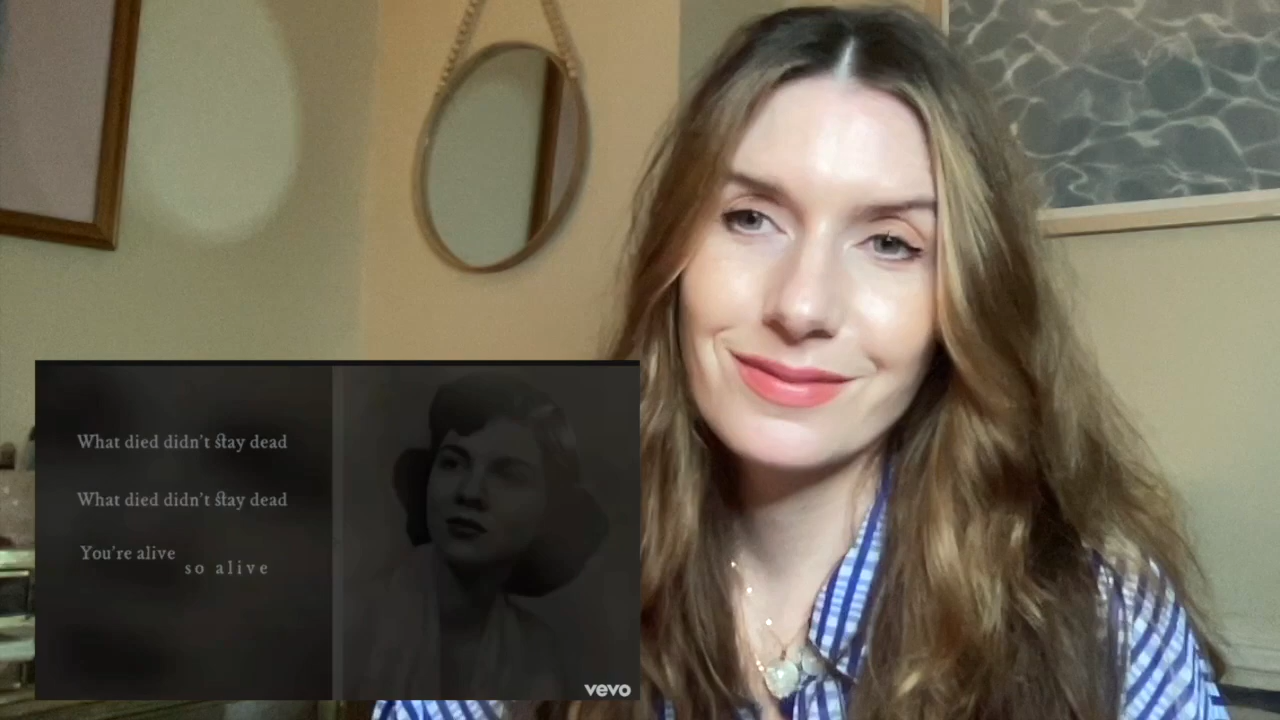 What died didn't stay dead
What died didn't stay dead
You're alive
so alive
vevo